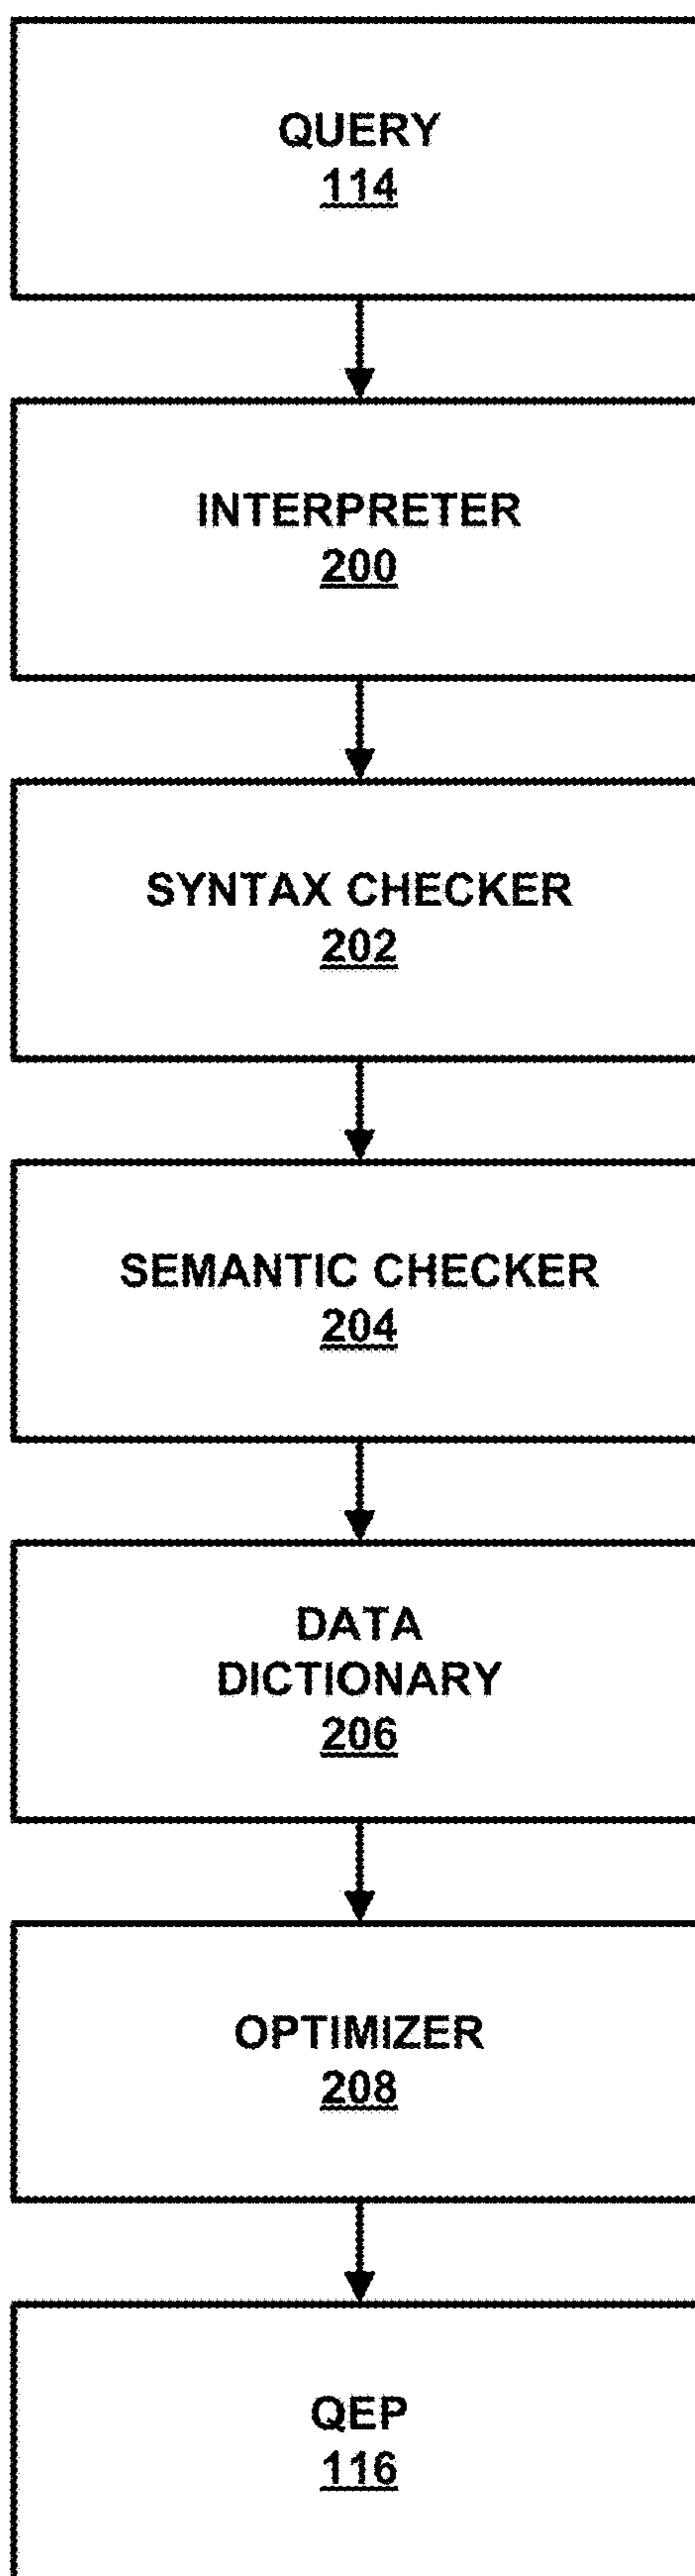 QUERY
114
INTERPRETER
200
SYNTAX CHECKER
202
SEMANTIC CHECKER
204
DATA
DICTIONARY
206
OPTIMIZER
208
QEP
116